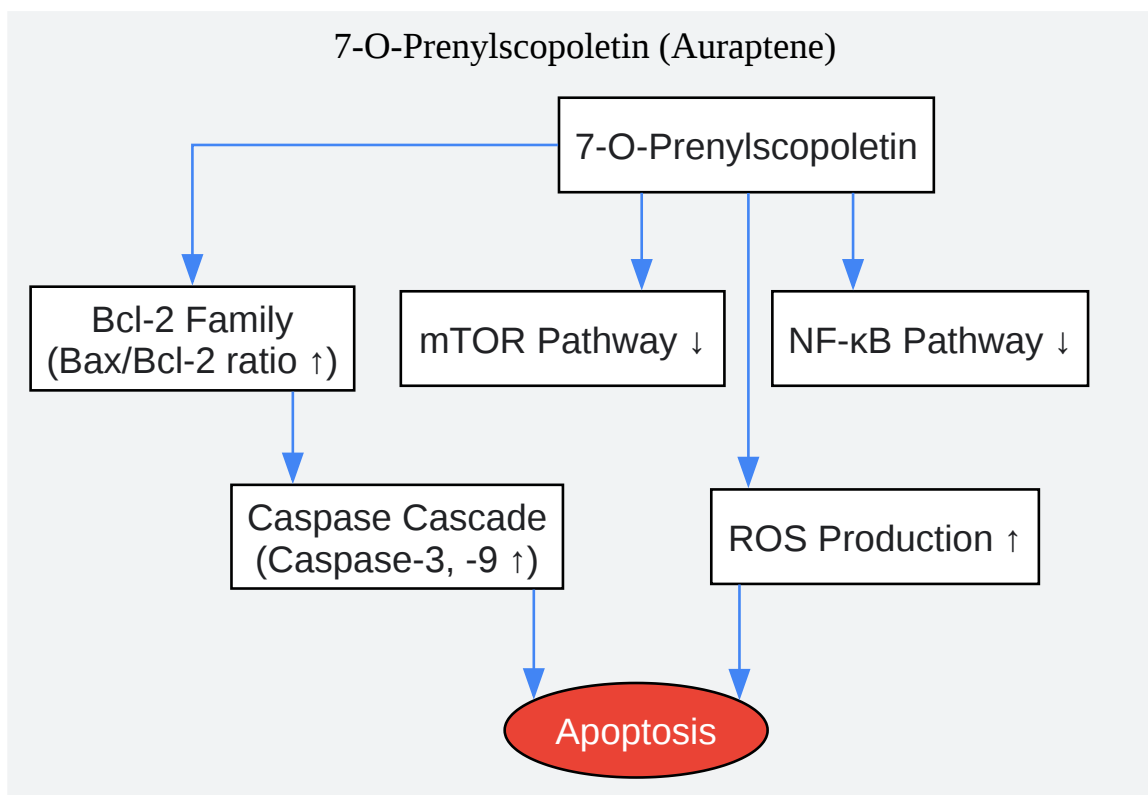 7-O-Prenylscopoletin (Auraptene)
7-O-Prenylscopoletin
Bcl-2 Family
(Bax/Bcl-2 ratio ↑)
mTOR Pathway ↓
NF-κB Pathway ↓
Caspase Cascade
(Caspase-3, -9 ↑)
ROS Production ↑
Apoptosis